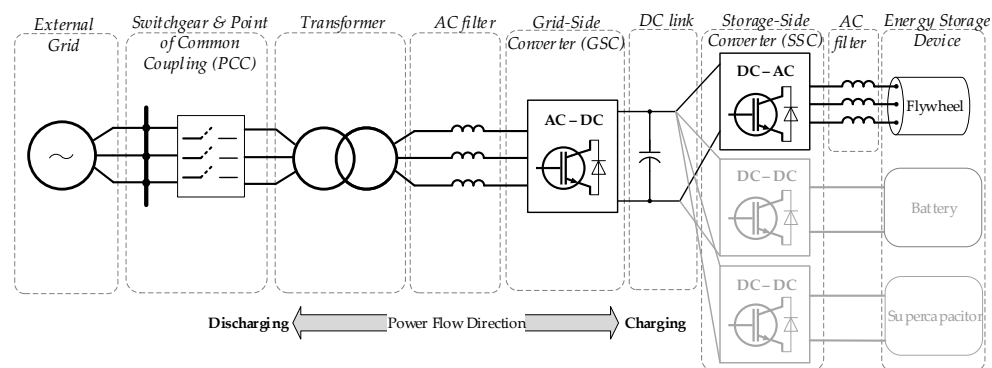 External
Grid
Switchgear & Point
of Common
Coupling (PCC)
Transformer
AC filter
Grid-Side
Converter (GSC)
DC link
Storage-Side
Converter (SSC)
AC
filter
Energy Storage
Device
AC – DC
DC – AC
Flywheel
DC – DC
Battery
DC – DC
Supercapacitor
Discharging
Power Flow Direction
Charging